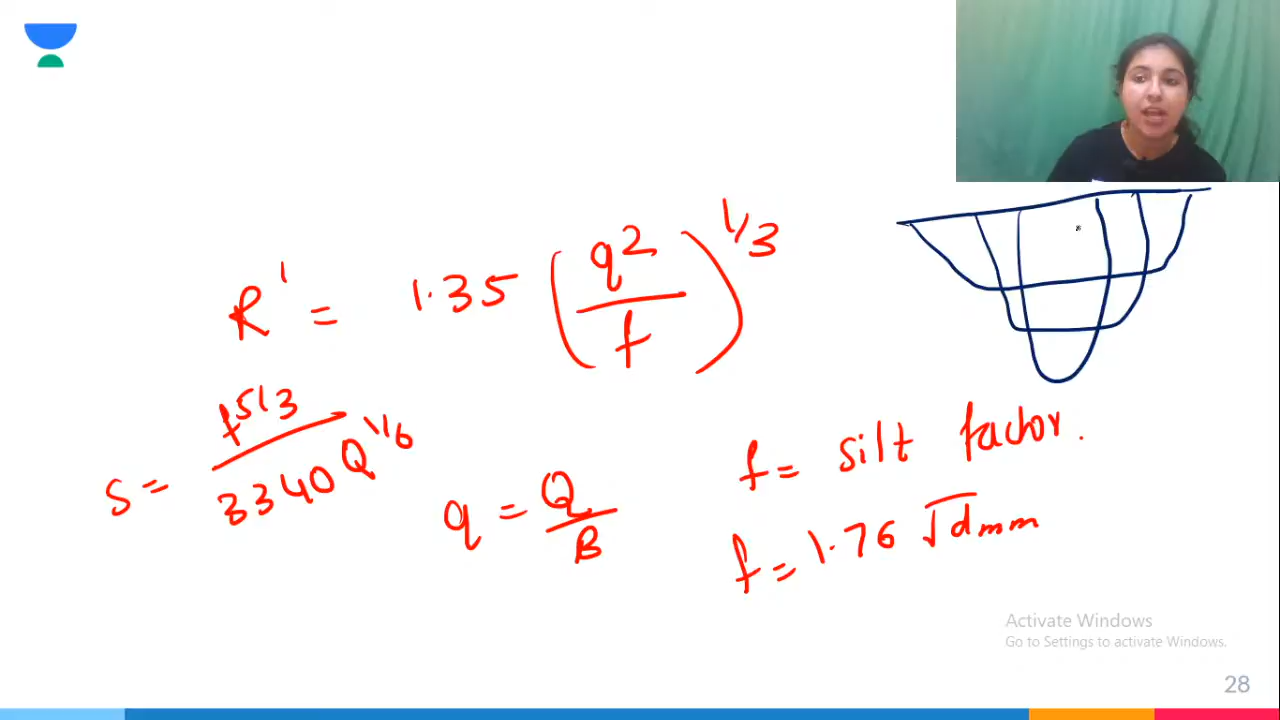 R' = 1.35 (q2/f)^1/3
S = f^5/3 / 3340 Q^1/6
q = Q/B
f = silt factor.
f = 1.76 √dmm
Activate Windows
Go to Settings to activate Windows.
28